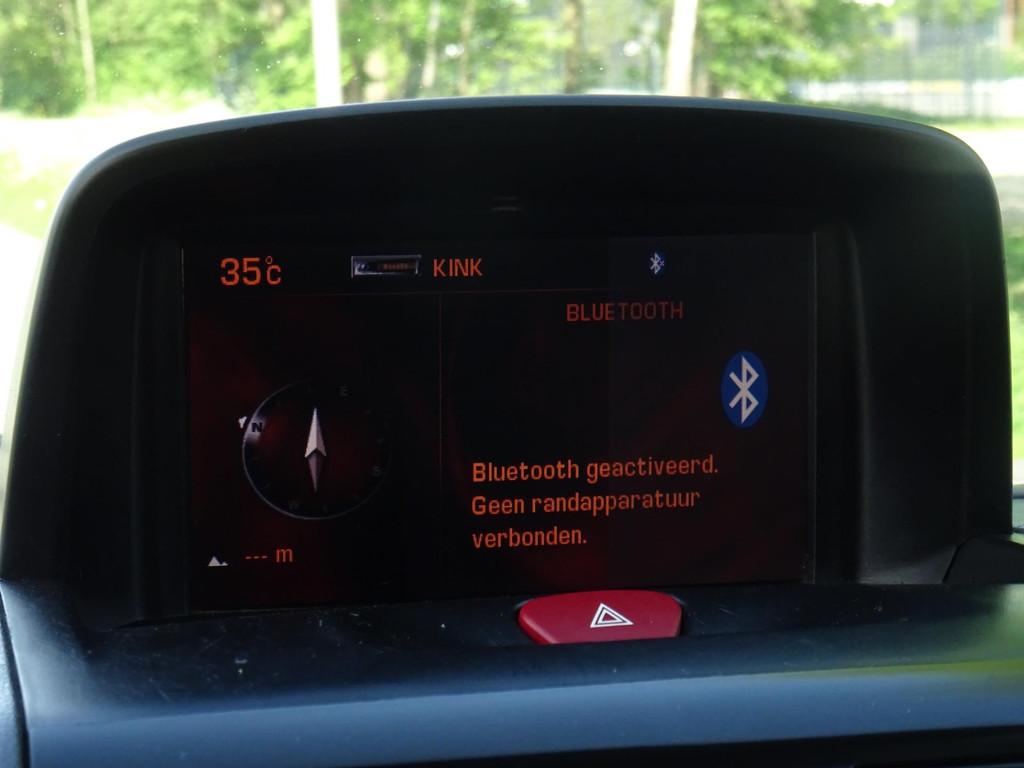 35°C
KINK
BLUETOOTH
E
N
S
W
Bluetooth geactiveerd.
Geen randapparatuur
verbonden.
--- m